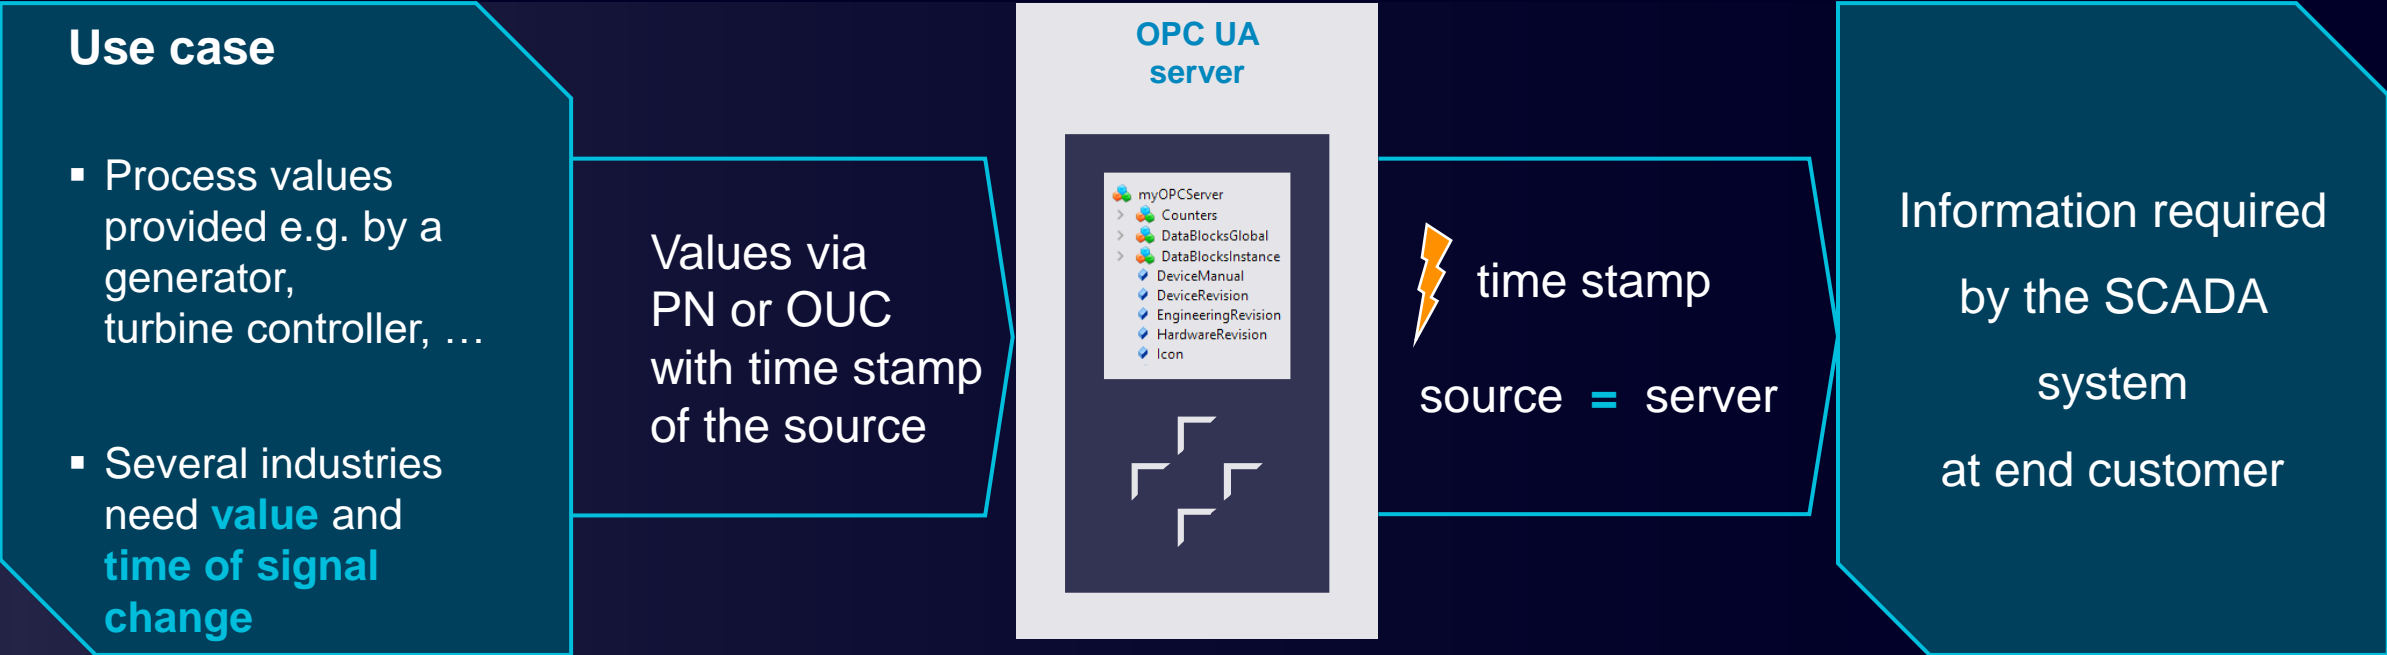 Use case
▪ Process values
provided e.g. by a
generator,
turbine controller, …
▪ Several industries
need value and
time of signal
change
Values via
PN or OUC
with time stamp
of the source
OPC UA
server
myOPCServer
Counters
DataBlocksGlobal
DataBlocksInstance
DeviceManual
DeviceRevision
EngineeringRevision
HardwareRevision
Icon
time stamp
source = server
Information required
by the SCADA
system
at end customer